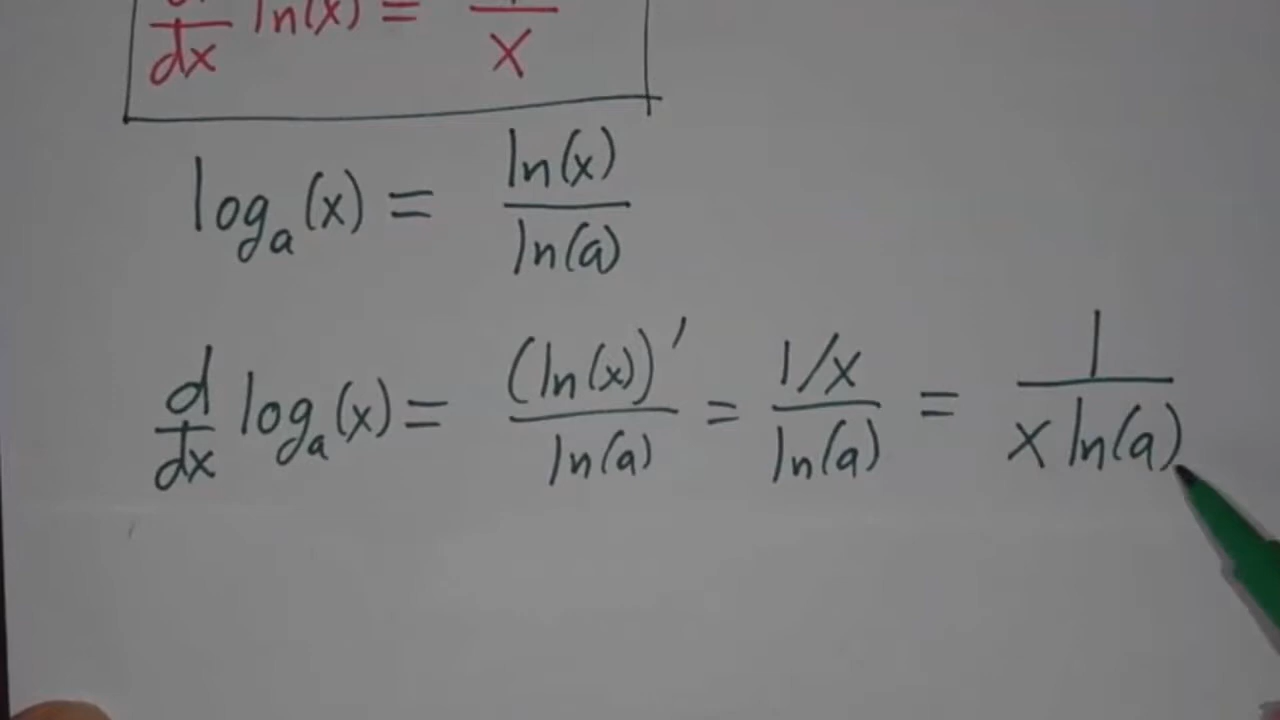 d/dx ln(x) = 1/x
log_a(x) = ln(x)/ln(a)
d/dx log_a(x) = (ln(x))'/ln(a) = 1/x/ln(a) = 1/x ln(a)